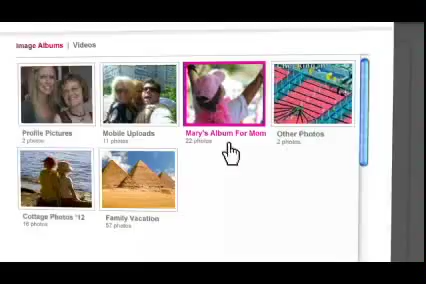 Image Albums | Videos
Profile Pictures
2 photos
Mobile Uploads
11 photos
Mary's Album For Mom
22 photos
Other Photos
2 photos
Cottage Photos '12
16 photos
Family Vacation
57 photos